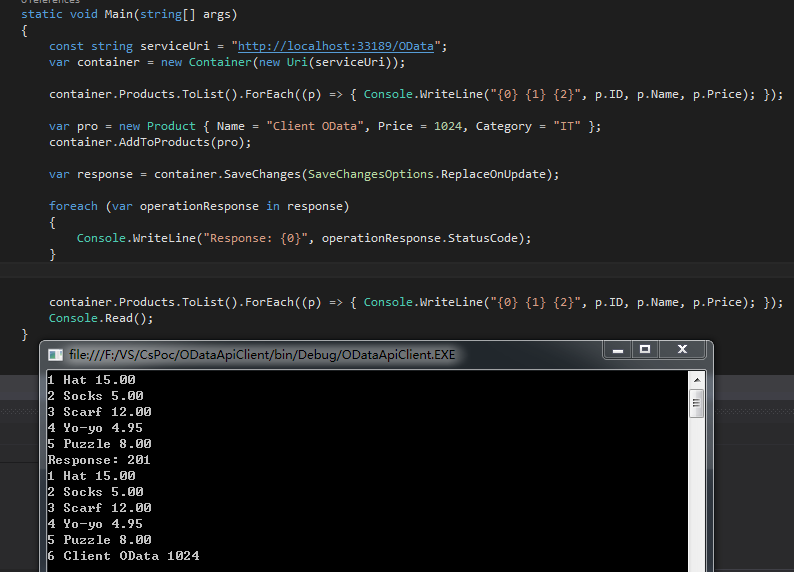 0 references
static void Main(string[] args)
{
    const string serviceUri = "http://localhost:33189/OData";
    var container = new Container(new Uri(serviceUri));
    container.Products.ToList().ForEach((p) => { Console.WriteLine("{0} {1} {2}", p.ID, p.Name, p.Price); });
    var pro = new Product { Name = "Client OData", Price = 1024, Category = "IT" };
    container.AddToProducts(pro);
    var response = container.SaveChanges(SaveChangesOptions.ReplaceOnUpdate);
    foreach (var operationResponse in response)
    {
        Console.WriteLine("Response: {0}", operationResponse.StatusCode);
    }
    container.Products.ToList().ForEach((p) => { Console.WriteLine("{0} {1} {2}", p.ID, p.Name, p.Price); });
    Console.Read();
}
file:///F:/VS/CsPoc/ODataApiClient/bin/Debug/ODataApiClient.EXE
1 Hat 15.00
2 Socks 5.00
3 Scarf 12.00
4 Yo-yo 4.95
5 Puzzle 8.00
Response: 201
1 Hat 15.00
2 Socks 5.00
3 Scarf 12.00
4 Yo-yo 4.95
5 Puzzle 8.00
6 Client OData 1024